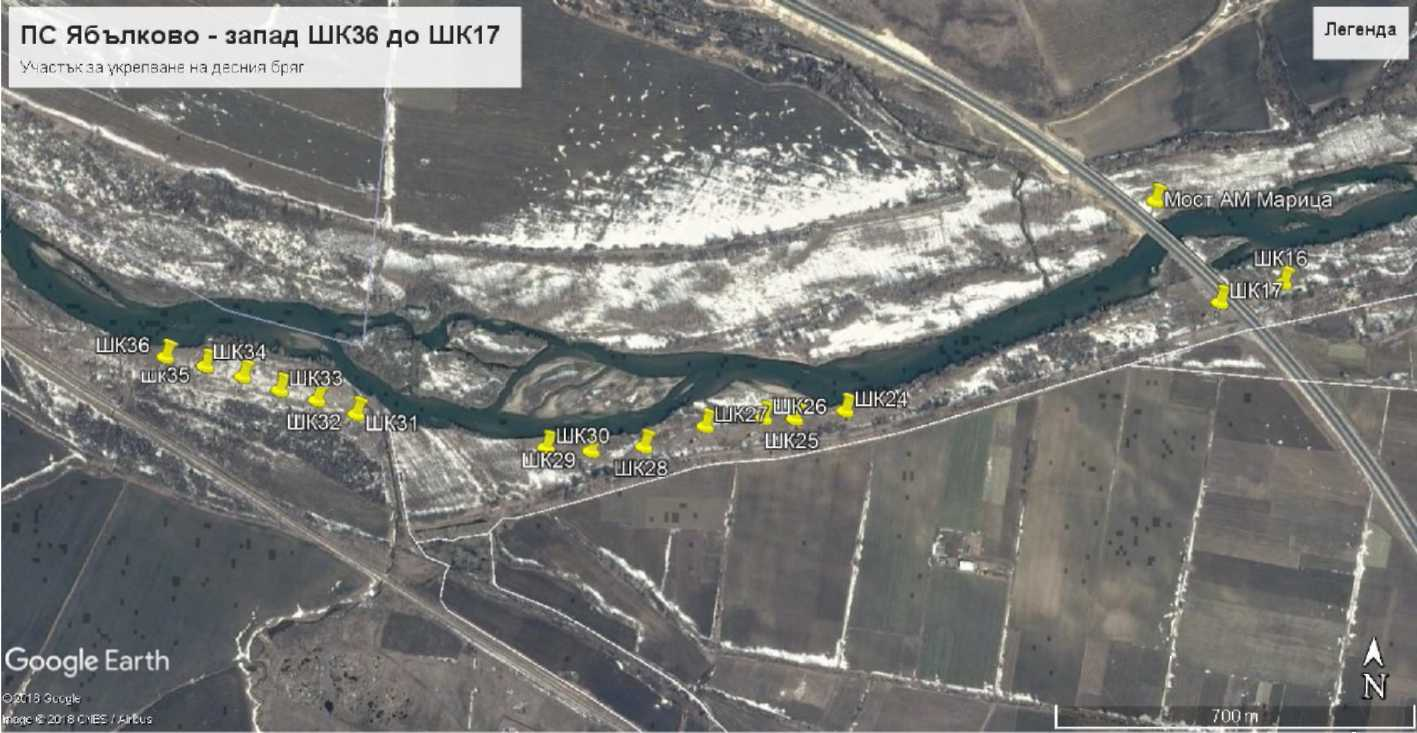 ПС Ябълково - запад ШК36 до ШК17
Участък за укрепване на десния бряг
Легенда
Мост АМ Марица
ШК16
ШК17
ШК36
шк35
ШК34
ШК33
ШК32
ШК31
ШК30
ШК29
ШК28
ШК27
ШК26
ШК25
ШК24
Google Earth
© 2018 Google
Image © 2018 CNES / Airbus
N
700 m